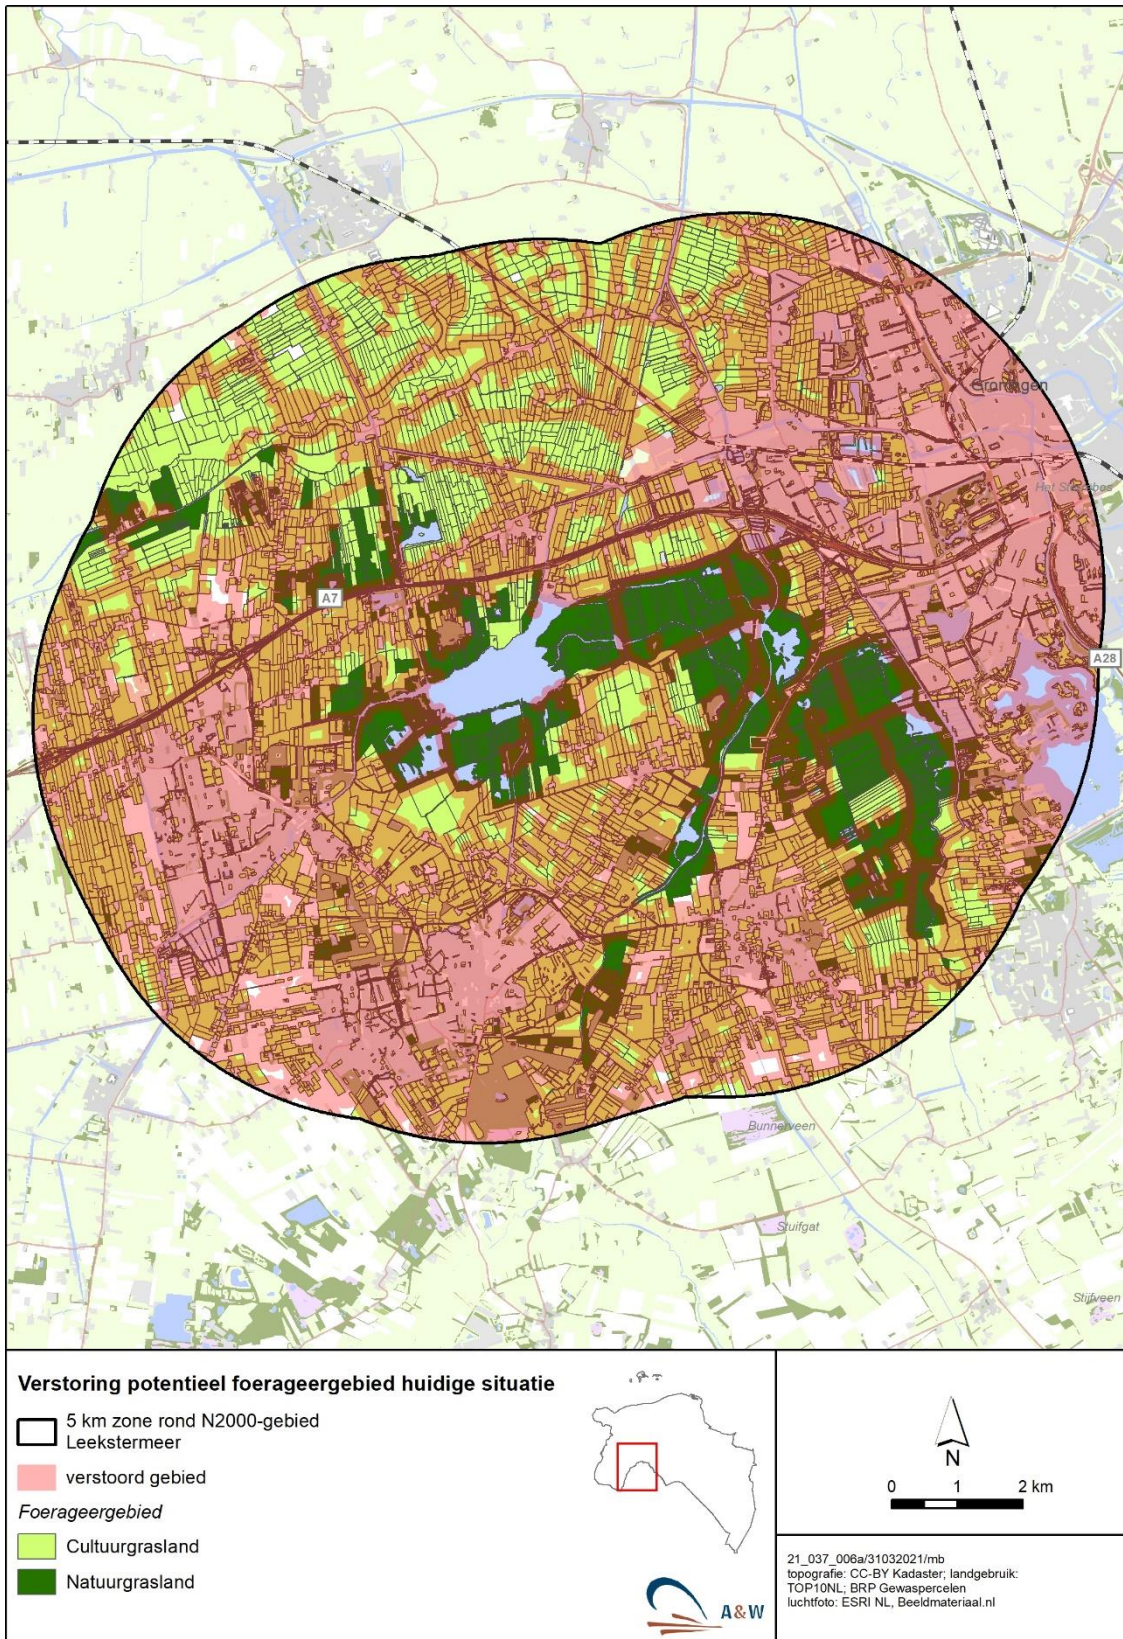 Groningen
Het Stadsbos
A7
A28
Bunnerveen
Stuifgat
Stijfveen
Verstoring potentieel foerageergebied huidige situatie
5 km zone rond N2000-gebied
Leekstermeer
verstoord gebied
Foerageergebied
Cultuurgrasland
Natuurgrasland
A&W
N
0 1 2 km
21_037_006a/31032021/mb
topografie: CC-BY Kadaster; landgebruik:
TOP10NL; BRP Gewaspercelen
luchtfoto: ESRI NL, Beeldmateriaal.nl